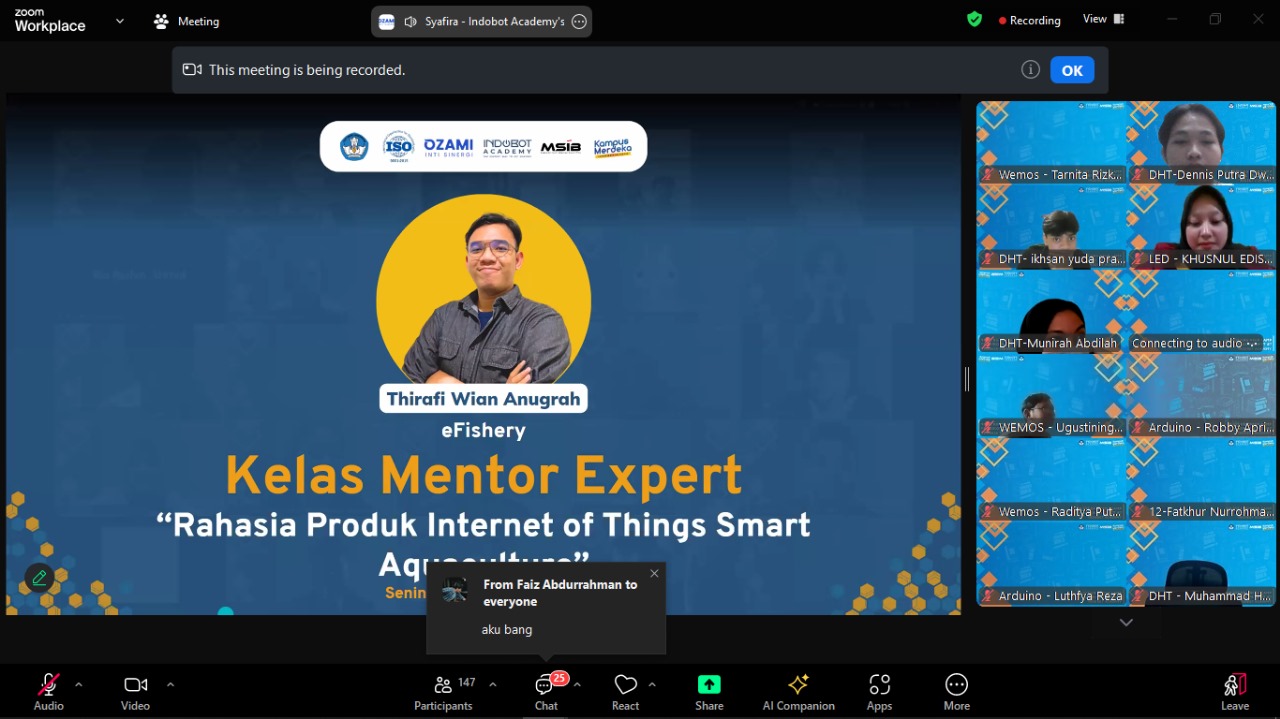 zoom
Workplace
Meeting
Syafira - Indobot Academy's
Recording
View
This meeting is being recorded.
OK
ISO
OZAMI
INTI SINERGI
INDOBOT
ACADEMY
MSIB
Kampus
Merdeka
Thirafi Wian Anugrah
eFishery
Kelas Mentor Expert
“Rahasia Produk Internet of Things Smart
Aquaculture”
Senin
From Faiz Abdurrahman to
everyone
aku bang
Wemos - Tarnita Rizk...
DHT-Dennis Putra Dw...
DHT- ikhsan yuda pra...
LED - KHUSNUL EDIS...
DHT-Munirah Abdilah
Connecting to audio
WEMOS - Ugustining...
Arduino - Robby Apri...
Wemos - Raditya Put...
12-Fatkhur Nurrohma...
Arduino - Luthfya Reza
DHT - Muhammad H...
Audio
Video
147
Participants
25
Chat
React
Share
AI Companion
Apps
More
Leave